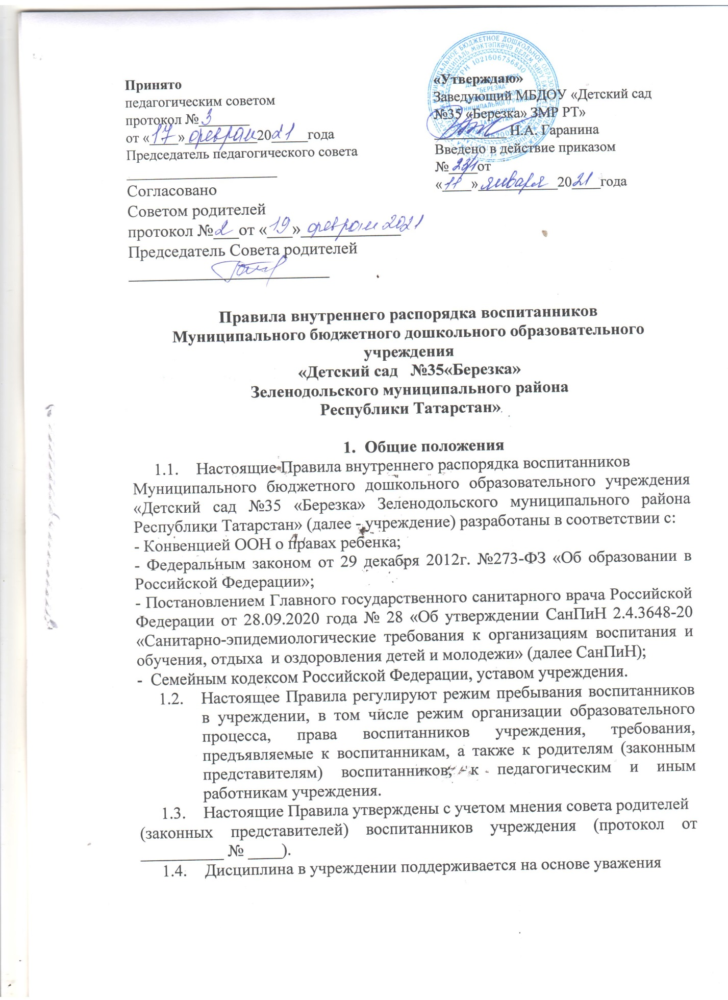 Принято
педагогическим советом
протокол № 3
от «17» февраля 2021 года
Председатель педагогического совета
Согласовано
Советом родителей
протокол № 2 от «19» февраля 2021
Председатель Совета родителей
«Утверждаю»
Заведующий МБДОУ «Детский сад
№35 «Березка» ЗМР РТ»
Н.А. Гаранина
Введено в действие приказом
№ от
«11» января 2021 года
ОГРН 1021606756830
"БЕРЕЗКА"
Правила внутреннего распорядка воспитанников
Муниципального бюджетного дошкольного образовательного
учреждения
«Детский сад №35«Березка»
Зеленодольского муниципального района
Республики Татарстан»
1. Общие положения
1.1. Настоящие Правила внутреннего распорядка воспитанников
Муниципального бюджетного дошкольного образовательного учреждения
«Детский сад №35 «Березка» Зеленодольского муниципального района
Республики Татарстан» (далее - учреждение) разработаны в соответствии с:
- Конвенцией ООН о правах ребенка;
- Федеральным законом от 29 декабря 2012г. №273-ФЗ «Об образовании в
Российской Федерации»;
- Постановлением Главного государственного санитарного врача Российской
Федерации от 28.09.2020 года № 28 «Об утверждении СанПиН 2.4.3648-20
«Санитарно-эпидемиологические требования к организациям воспитания и
обучения, отдыха и оздоровления детей и молодежи» (далее СанПиН);
- Семейным кодексом Российской Федерации, уставом учреждения.
1.2. Настоящее Правила регулируют режим пребывания воспитанников
в учреждении, в том числе режим организации образовательного
процесса, права воспитанников учреждения, требования,
предъявляемые к воспитанникам, а также к родителям (законным
представителям) воспитанников, к педагогическим и иным
работникам учреждения.
1.3. Настоящие Правила утверждены с учетом мнения совета родителей
(законных представителей) воспитанников учреждения (протокол от
__________ № ____).
1.4. Дисциплина в учреждении поддерживается на основе уважения